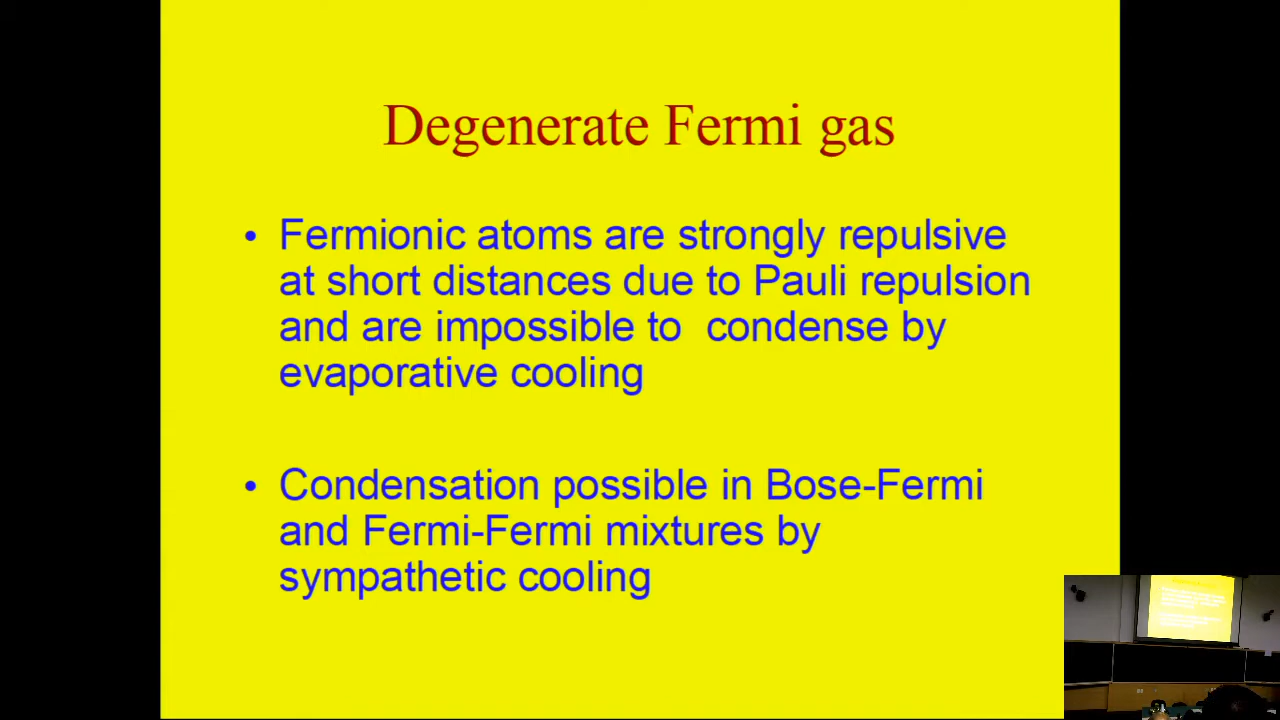 Degenerate Fermi gas
• Fermionic atoms are strongly repulsive
at short distances due to Pauli repulsion
and are impossible to condense by
evaporative cooling
• Condensation possible in Bose-Fermi
and Fermi-Fermi mixtures by
sympathetic cooling